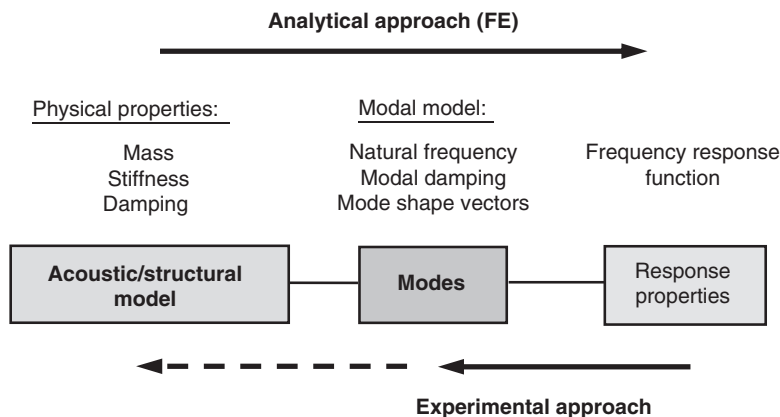 Analytical approach (FE)
Physical properties:
Mass
Stiffness
Damping
Modal model:
Natural frequency
Modal damping
Mode shape vectors
Frequency response
function
Acoustic/structural
model
Modes
Response
properties
Experimental approach